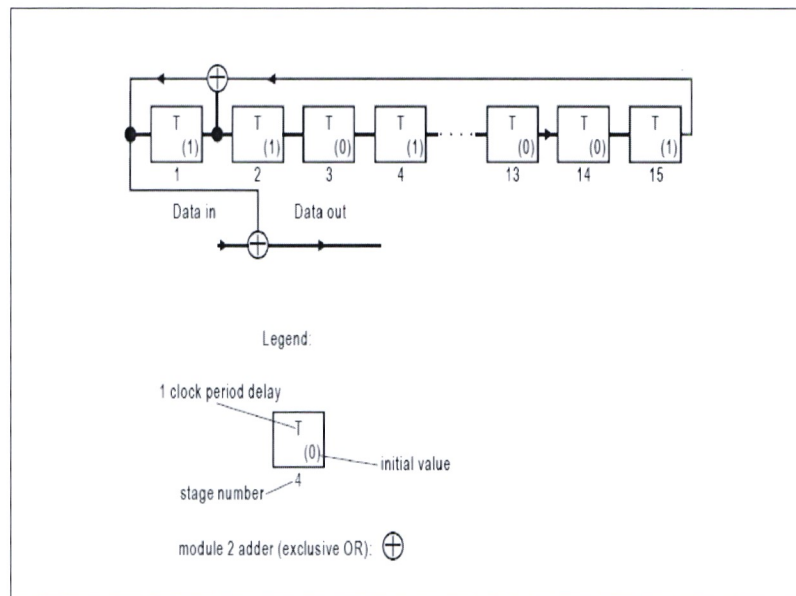 T T T T T T T
(1) (1) (0) (1) (0) (0) (1)
1 2 3 4 13 14 15
Data in Data out
Legend:
1 clock period delay
T
(0)
initial value
4
stage number
module 2 adder (exclusive OR):